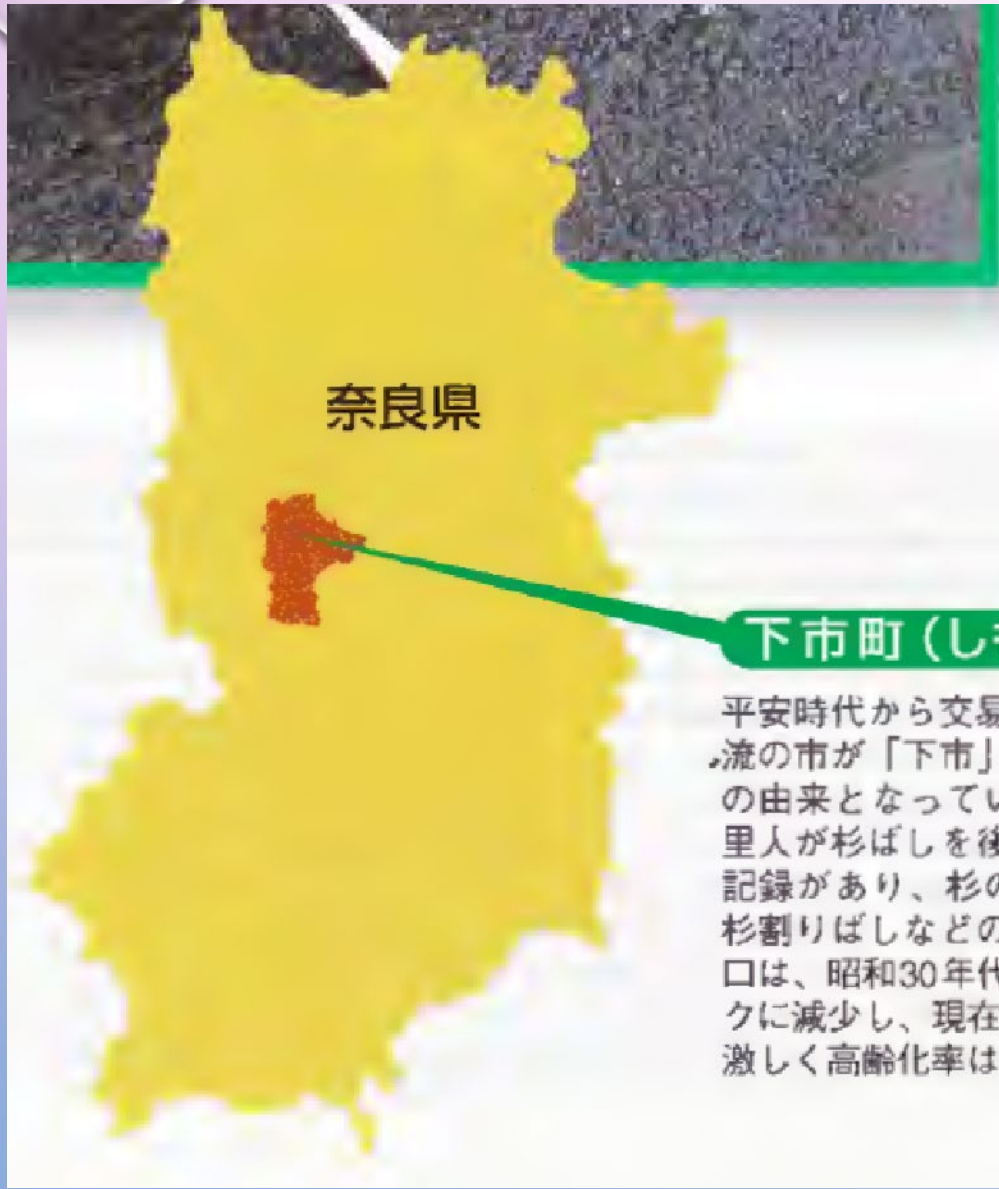 奈良県
下市町（し
平安時代から交易
流の市が「下市」
の由来となってい
里人が杉ばしを後
記録があり、杉の
杉割りばしなどの
口は、昭和30年代
クに減少し、現在
激しく高齢化率は